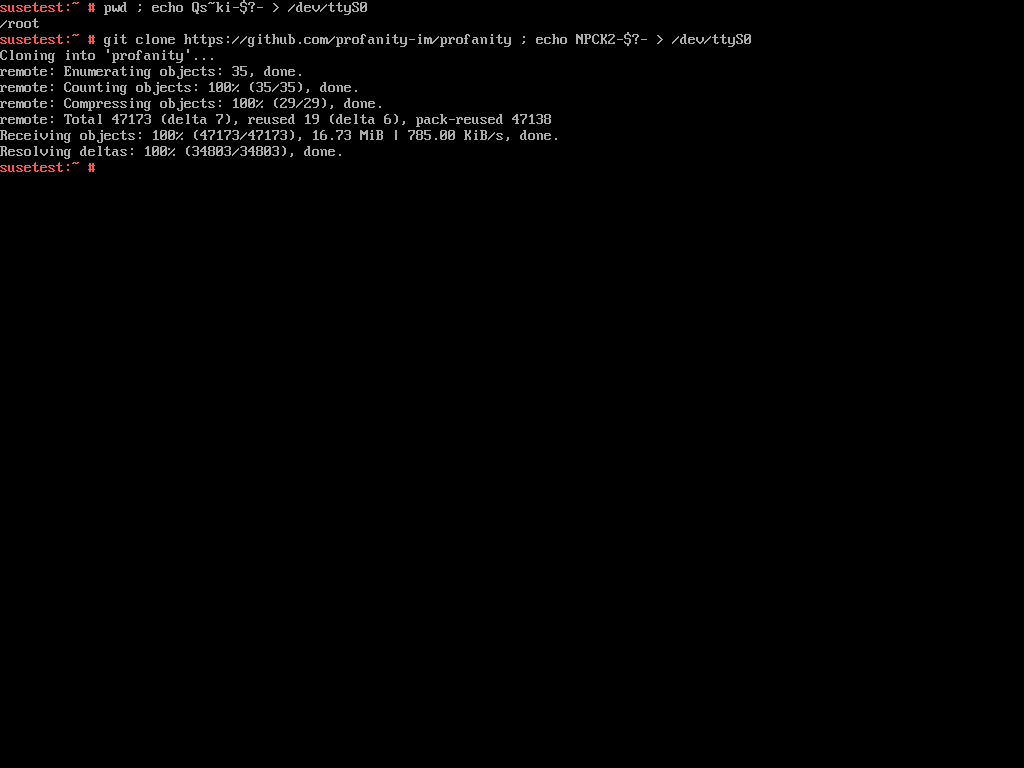 susetest:~ # pwd ; echo Qs~ki-$?- > /dev/ttyS0
/root
susetest:~ # git clone https://github.com/profanity-im/profanity ; echo NPCK2-$?- > /dev/ttyS0
Cloning into 'profanity'...
remote: Enumerating objects: 35, done.
remote: Counting objects: 100% (35/35), done.
remote: Compressing objects: 100% (29/29), done.
remote: Total 47173 (delta 7), reused 19 (delta 6), pack-reused 47138
Receiving objects: 100% (47173/47173), 16.73 MiB | 785.00 KiB/s, done.
Resolving deltas: 100% (34803/34803), done.
susetest:~ #